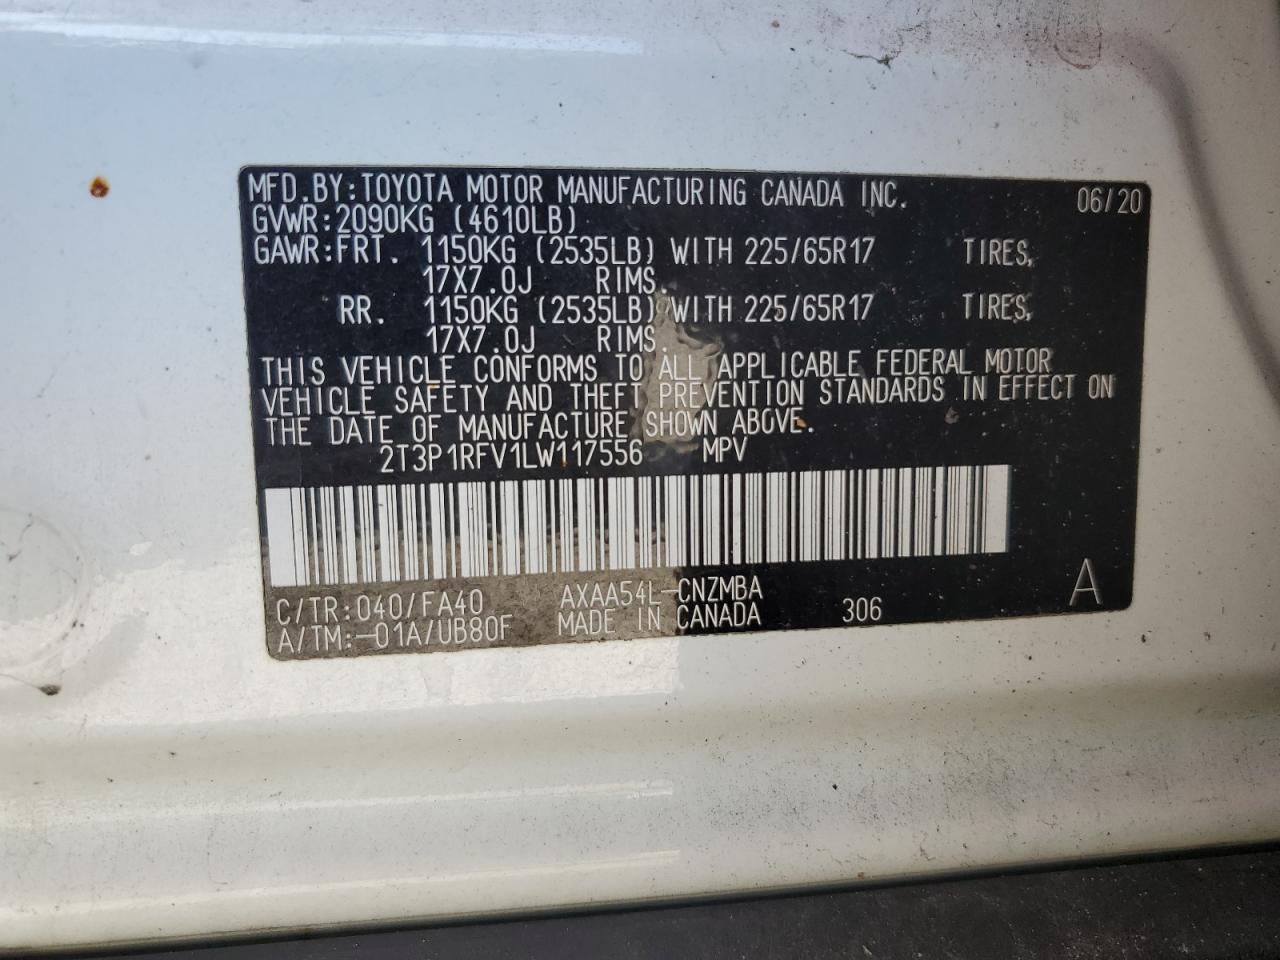 MFD.BY:TOYOTA MOTOR MANUFACTURING CANADA INC. 06/20
GVWR:2090KG (4610LB)
GAWR:FRT. 1150KG (2535LB) WITH 225/65R17 TIRES,
17X7.0J RIMS.
RR. 1150KG (2535LB) WITH 225/65R17 TIRES,
17X7.0J RIMS.
THIS VEHICLE CONFORMS TO ALL APPLICABLE FEDERAL MOTOR
VEHICLE SAFETY AND THEFT PREVENTION STANDARDS IN EFFECT ON
THE DATE OF MANUFACTURE SHOWN ABOVE.
2T3P1RFV1LW117556 MPV
C/TR:040/FA40 AXAA54L-CNZMBA
A/TM:-01A/UB80F MADE IN CANADA 306 A